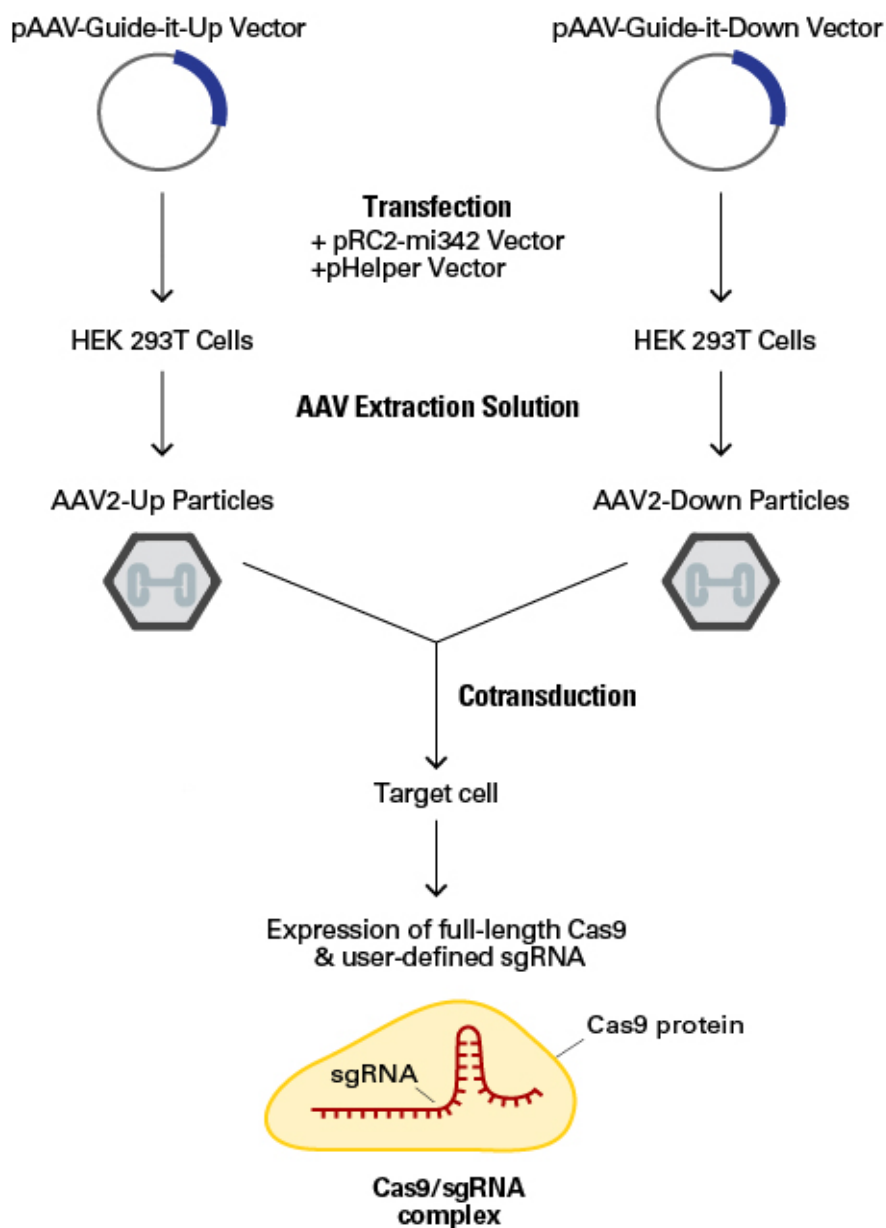 pAAV-Guide-it-Up Vector
pAAV-Guide-it-Down Vector
Transfection
+ pRC2-mi342 Vector
+pHelper Vector
HEK 293T Cells
HEK 293T Cells
AAV Extraction Solution
AAV2-Up Particles
AAV2-Down Particles
Cotransduction
Target cell
Expression of full-length Cas9
& user-defined sgRNA
Cas9 protein
sgRNA
Cas9/sgRNA
complex